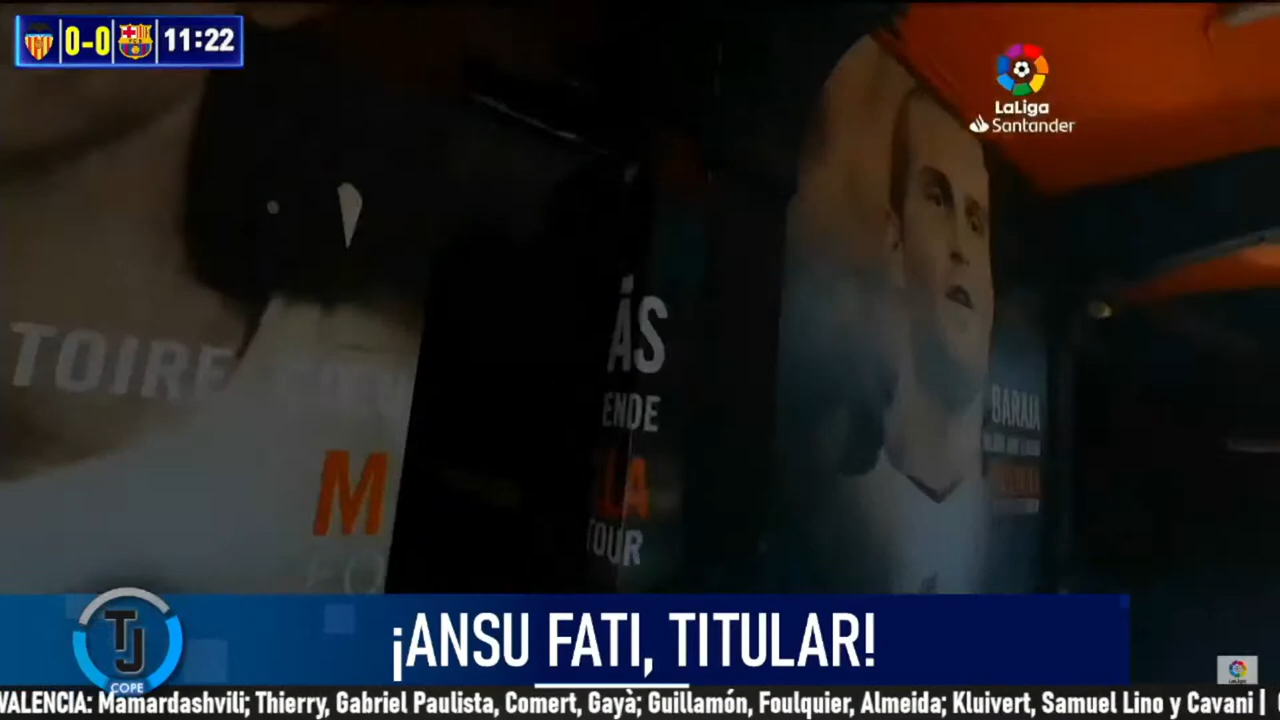 0-0
11:22
LaLiga
Santander
TOIRE
ÁS
ENDE
LA
TOUR
M
BARAJA
¡ANSU FATI, TITULAR!
TJ
COPE
VALENCIA: Mamardashvili; Thierry, Gabriel Paulista, Comert, Gayà; Guillamón, Foulquier, Almeida; Kluivert, Samuel Lino y Cavani |